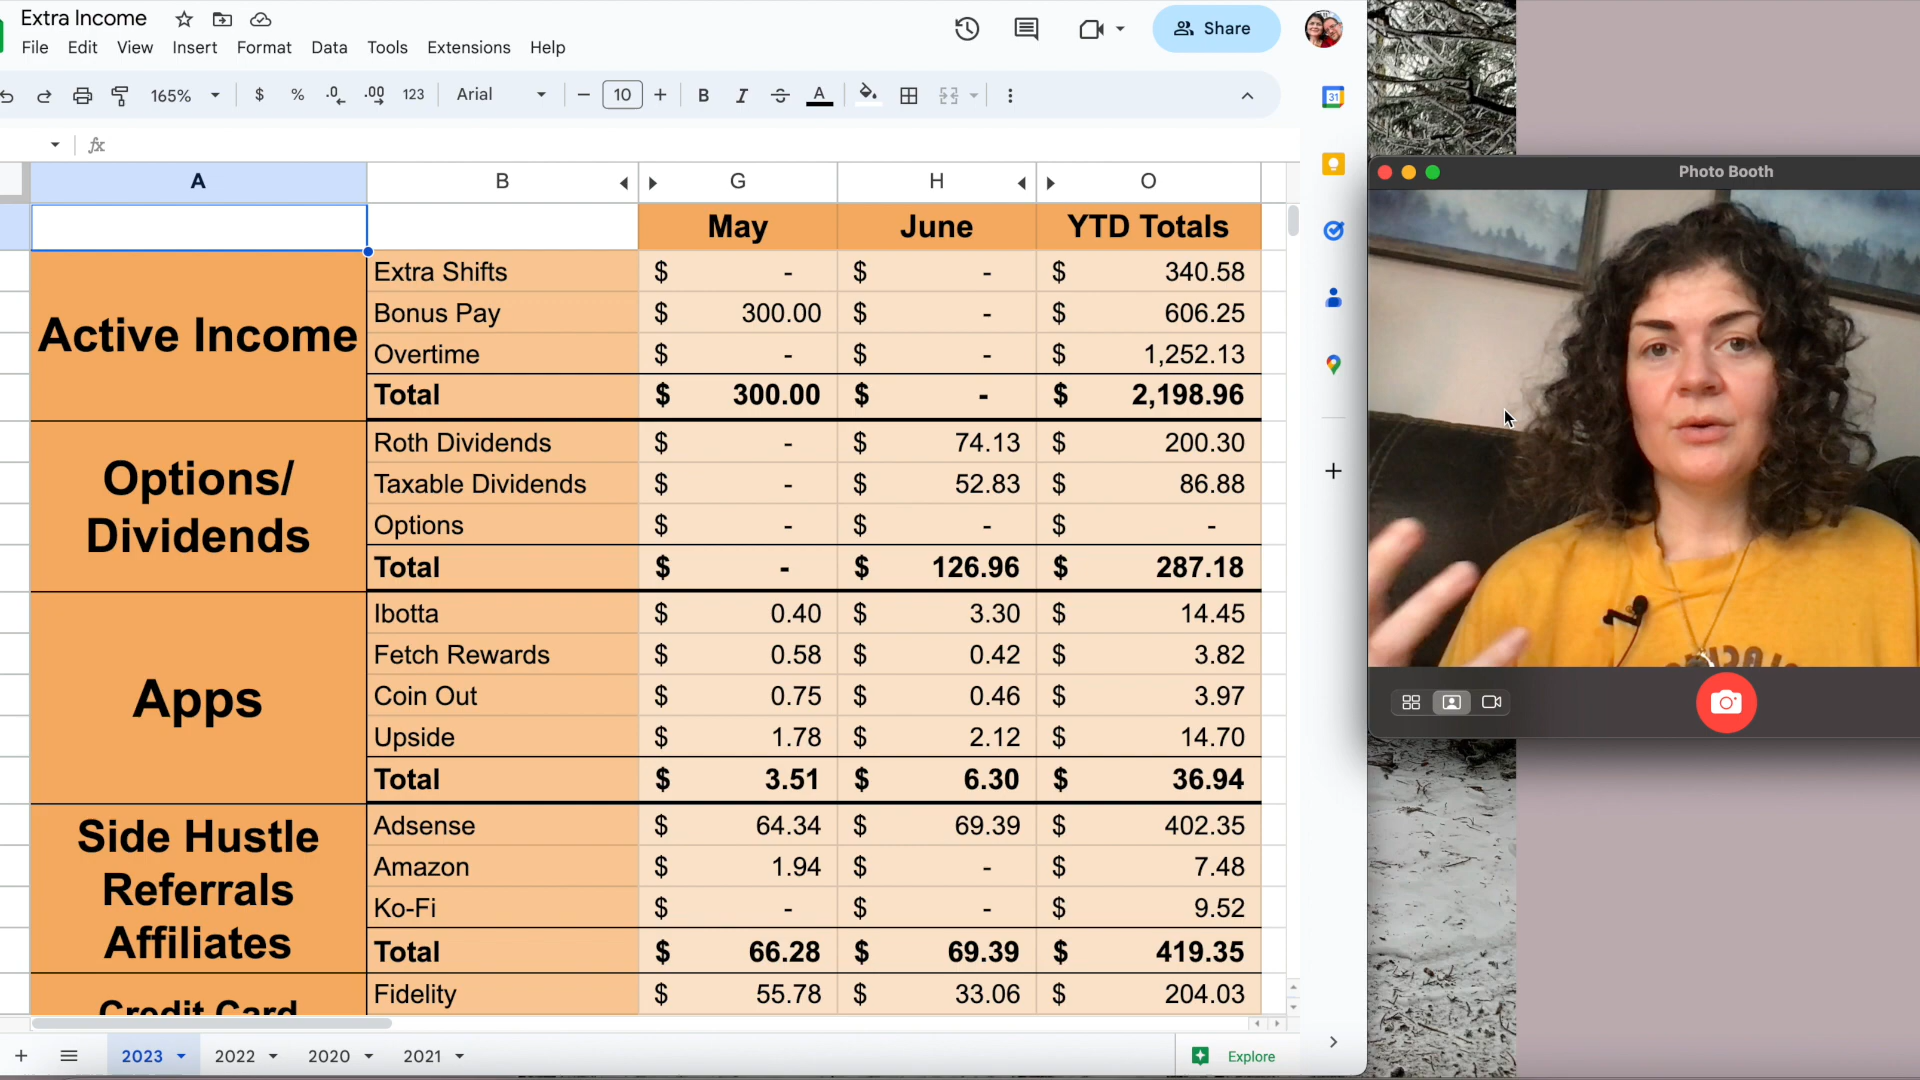 Extra Income
File Edit View Insert Format Data Tools Extensions Help
Share
165% $ % .0 .00 123 Arial 10 B I S A
31
fx
A B G H O
May June YTD Totals
Active Income
Extra Shifts $ - $ - $ 340.58
Bonus Pay $ 300.00 $ - $ 606.25
Overtime $ - $ - $ 1,252.13
Total $ 300.00 $ - $ 2,198.96
Options/
Dividends
Roth Dividends $ - $ 74.13 $ 200.30
Taxable Dividends $ - $ 52.83 $ 86.88
Options $ - $ - $ -
Total $ - $ 126.96 $ 287.18
Apps
Ibotta $ 0.40 $ 3.30 $ 14.45
Fetch Rewards $ 0.58 $ 0.42 $ 3.82
Coin Out $ 0.75 $ 0.46 $ 3.97
Upside $ 1.78 $ 2.12 $ 14.70
Total $ 3.51 $ 6.30 $ 36.94
Side Hustle
Referrals
Affiliates
Adsense $ 64.34 $ 69.39 $ 402.35
Amazon $ 1.94 $ - $ 7.48
Ko-Fi $ - $ - $ 9.52
Total $ 66.28 $ 69.39 $ 419.35
Credit Card
Fidelity $ 55.78 $ 33.06 $ 204.03
2023 2022 2020 2021
Explore
Photo Booth